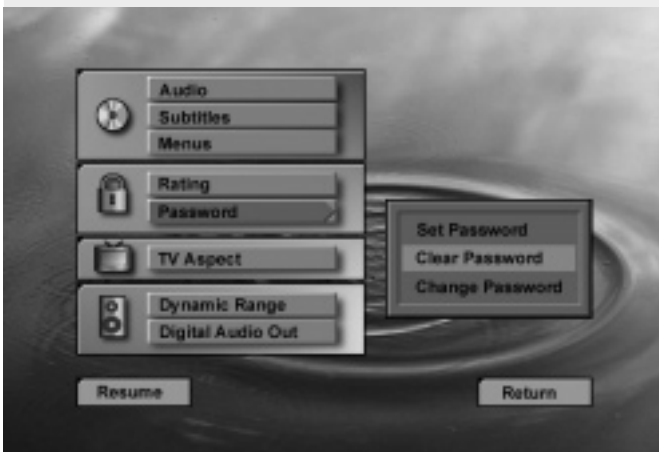 Audio
Subtitles
Menus
Rating
Password
TV Aspect
Dynamic Range
Digital Audio Out
Set Password
Clear Password
Change Password
Resume
Return